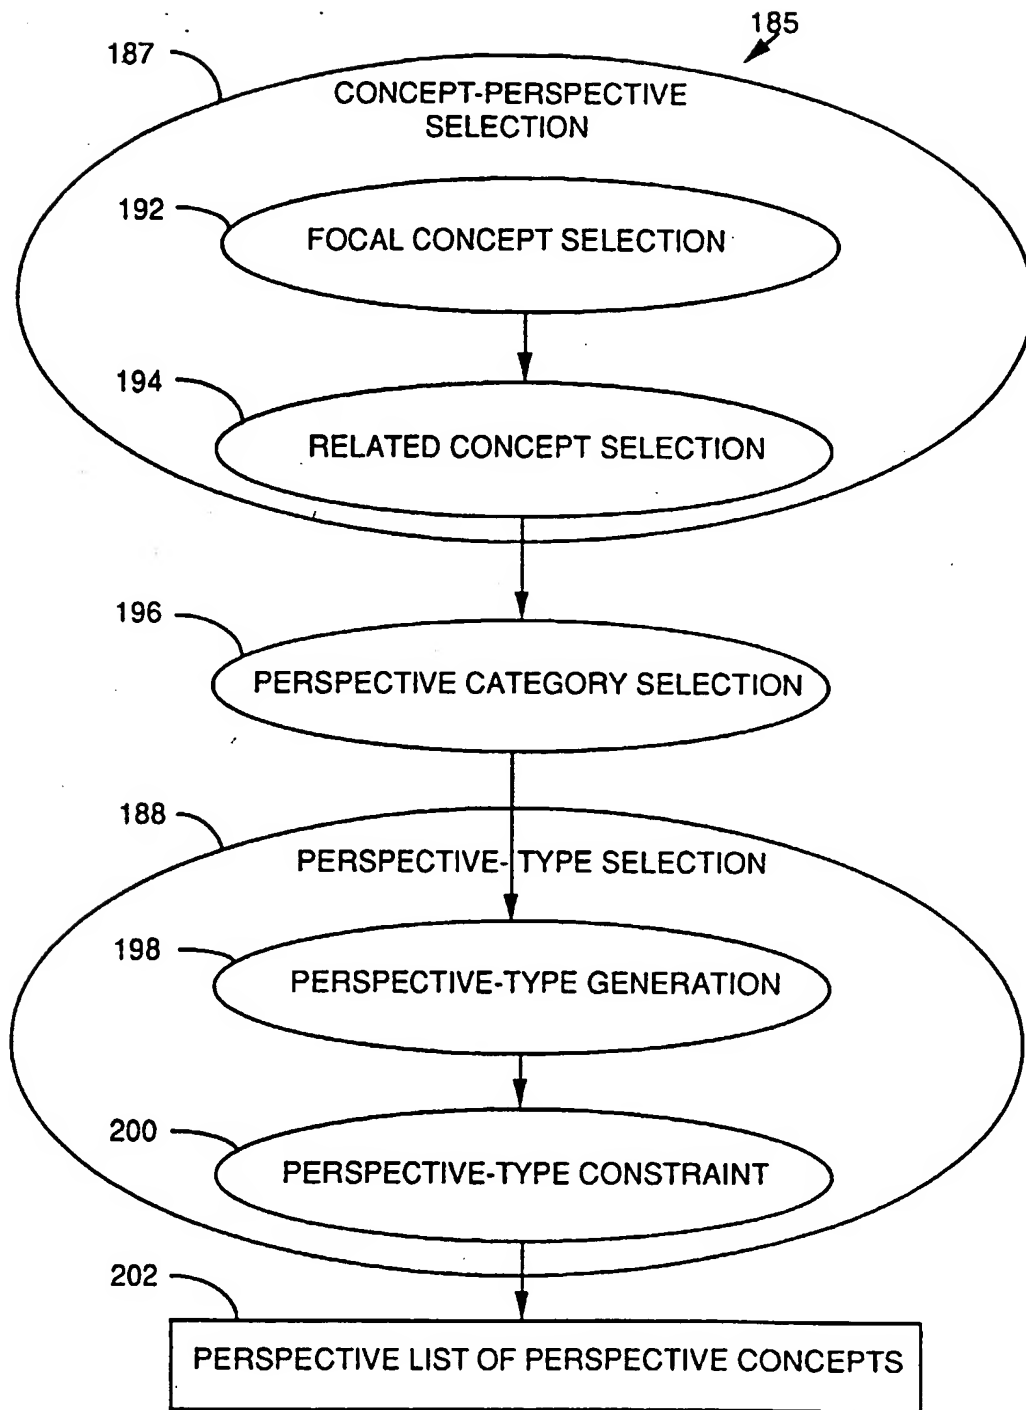 185
187
CONCEPT-PERSPECTIVE
SELECTION
192
FOCAL CONCEPT SELECTION
194
RELATED CONCEPT SELECTION
196
PERSPECTIVE CATEGORY SELECTION
188
PERSPECTIVE- TYPE SELECTION
198
PERSPECTIVE-TYPE GENERATION
200
PERSPECTIVE-TYPE CONSTRAINT
202
PERSPECTIVE LIST OF PERSPECTIVE CONCEPTS